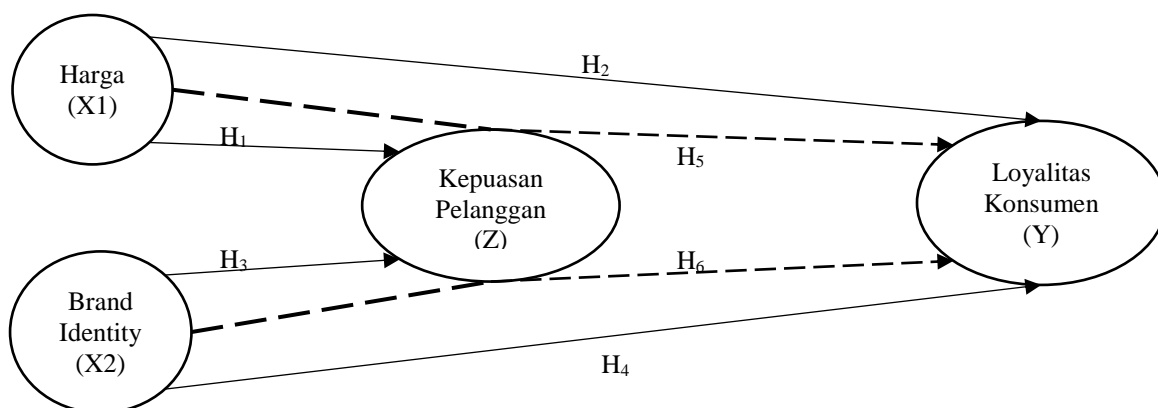 Harga
(X1)
H2
H1
H5
Kepuasan
Pelanggan
(Z)
Loyalitas
Konsumen
(Y)
H3
H6
Brand
Identity
(X2)
H4